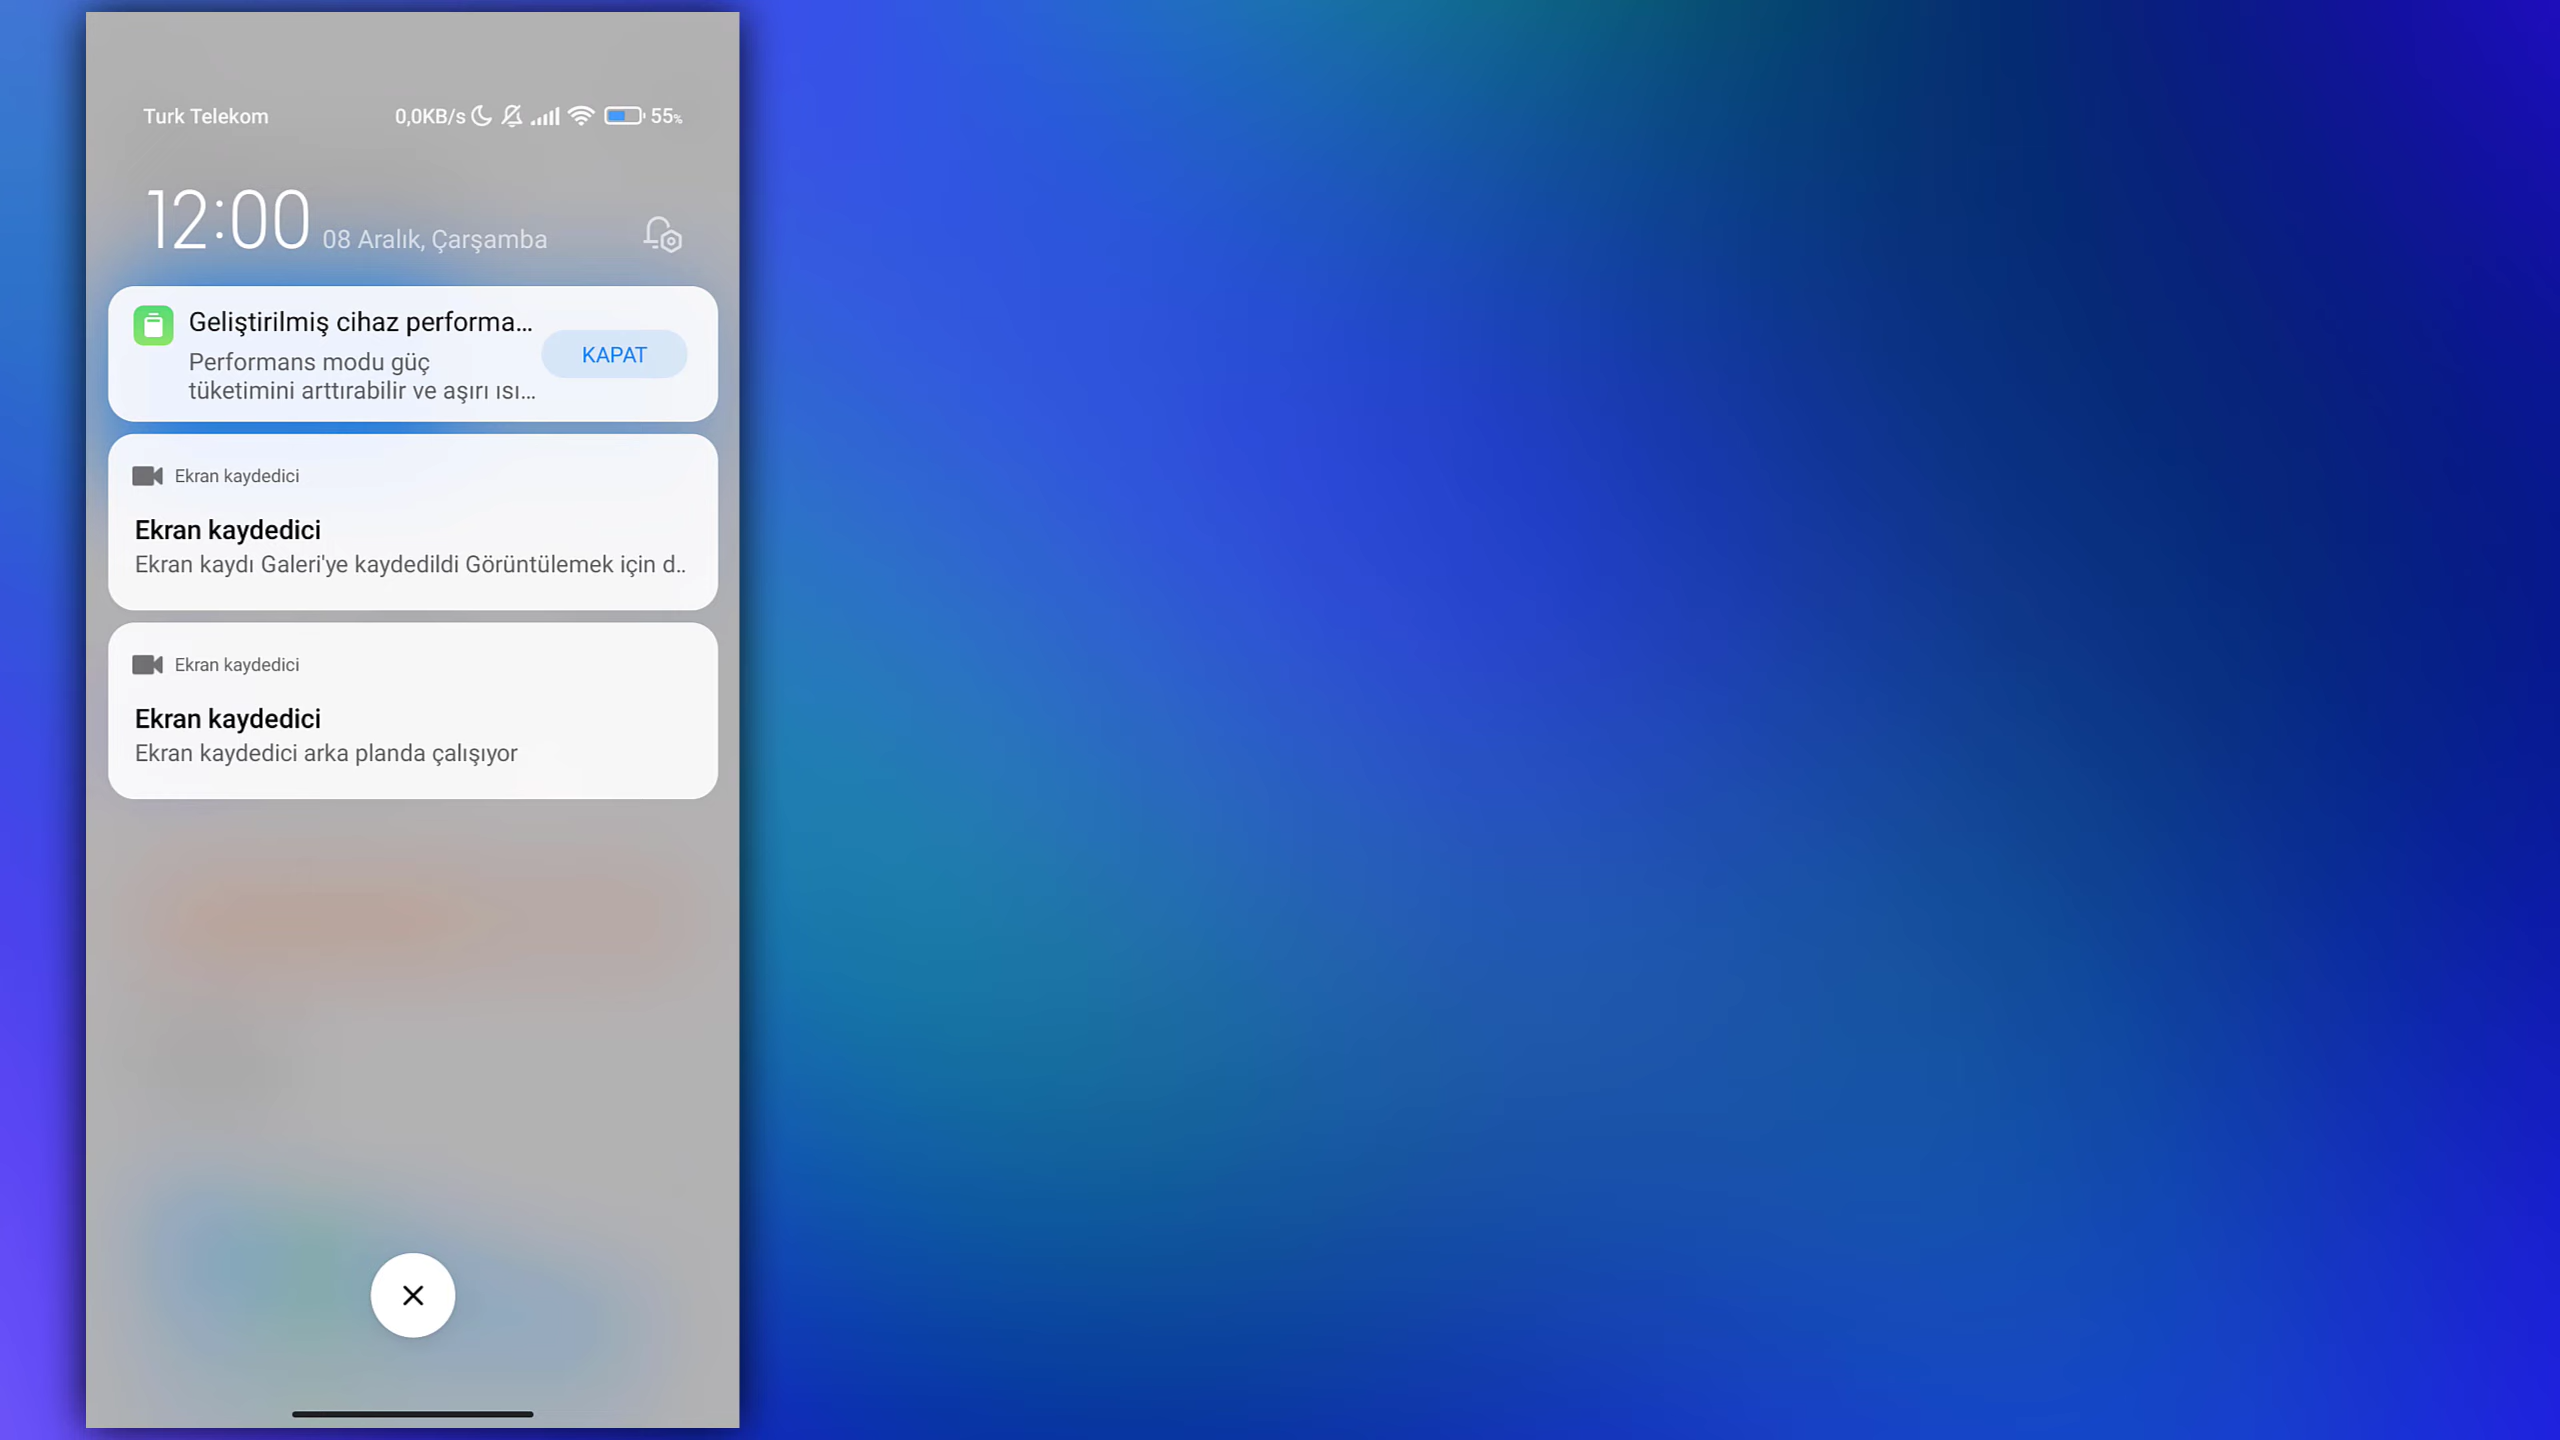 Turk Telekom 0,0KB/s 55%
12:00 08 Aralık, Çarşamba
Geliştirilmiş cihaz performa...
Performans modu güç
tüketimini arttırabilir ve aşırı ısı...
KAPAT
Ekran kaydedici
Ekran kaydedici
Ekran kaydı Galeri'ye kaydedildi Görüntülemek için d..
Ekran kaydedici
Ekran kaydedici
Ekran kaydedici arka planda çalışıyor